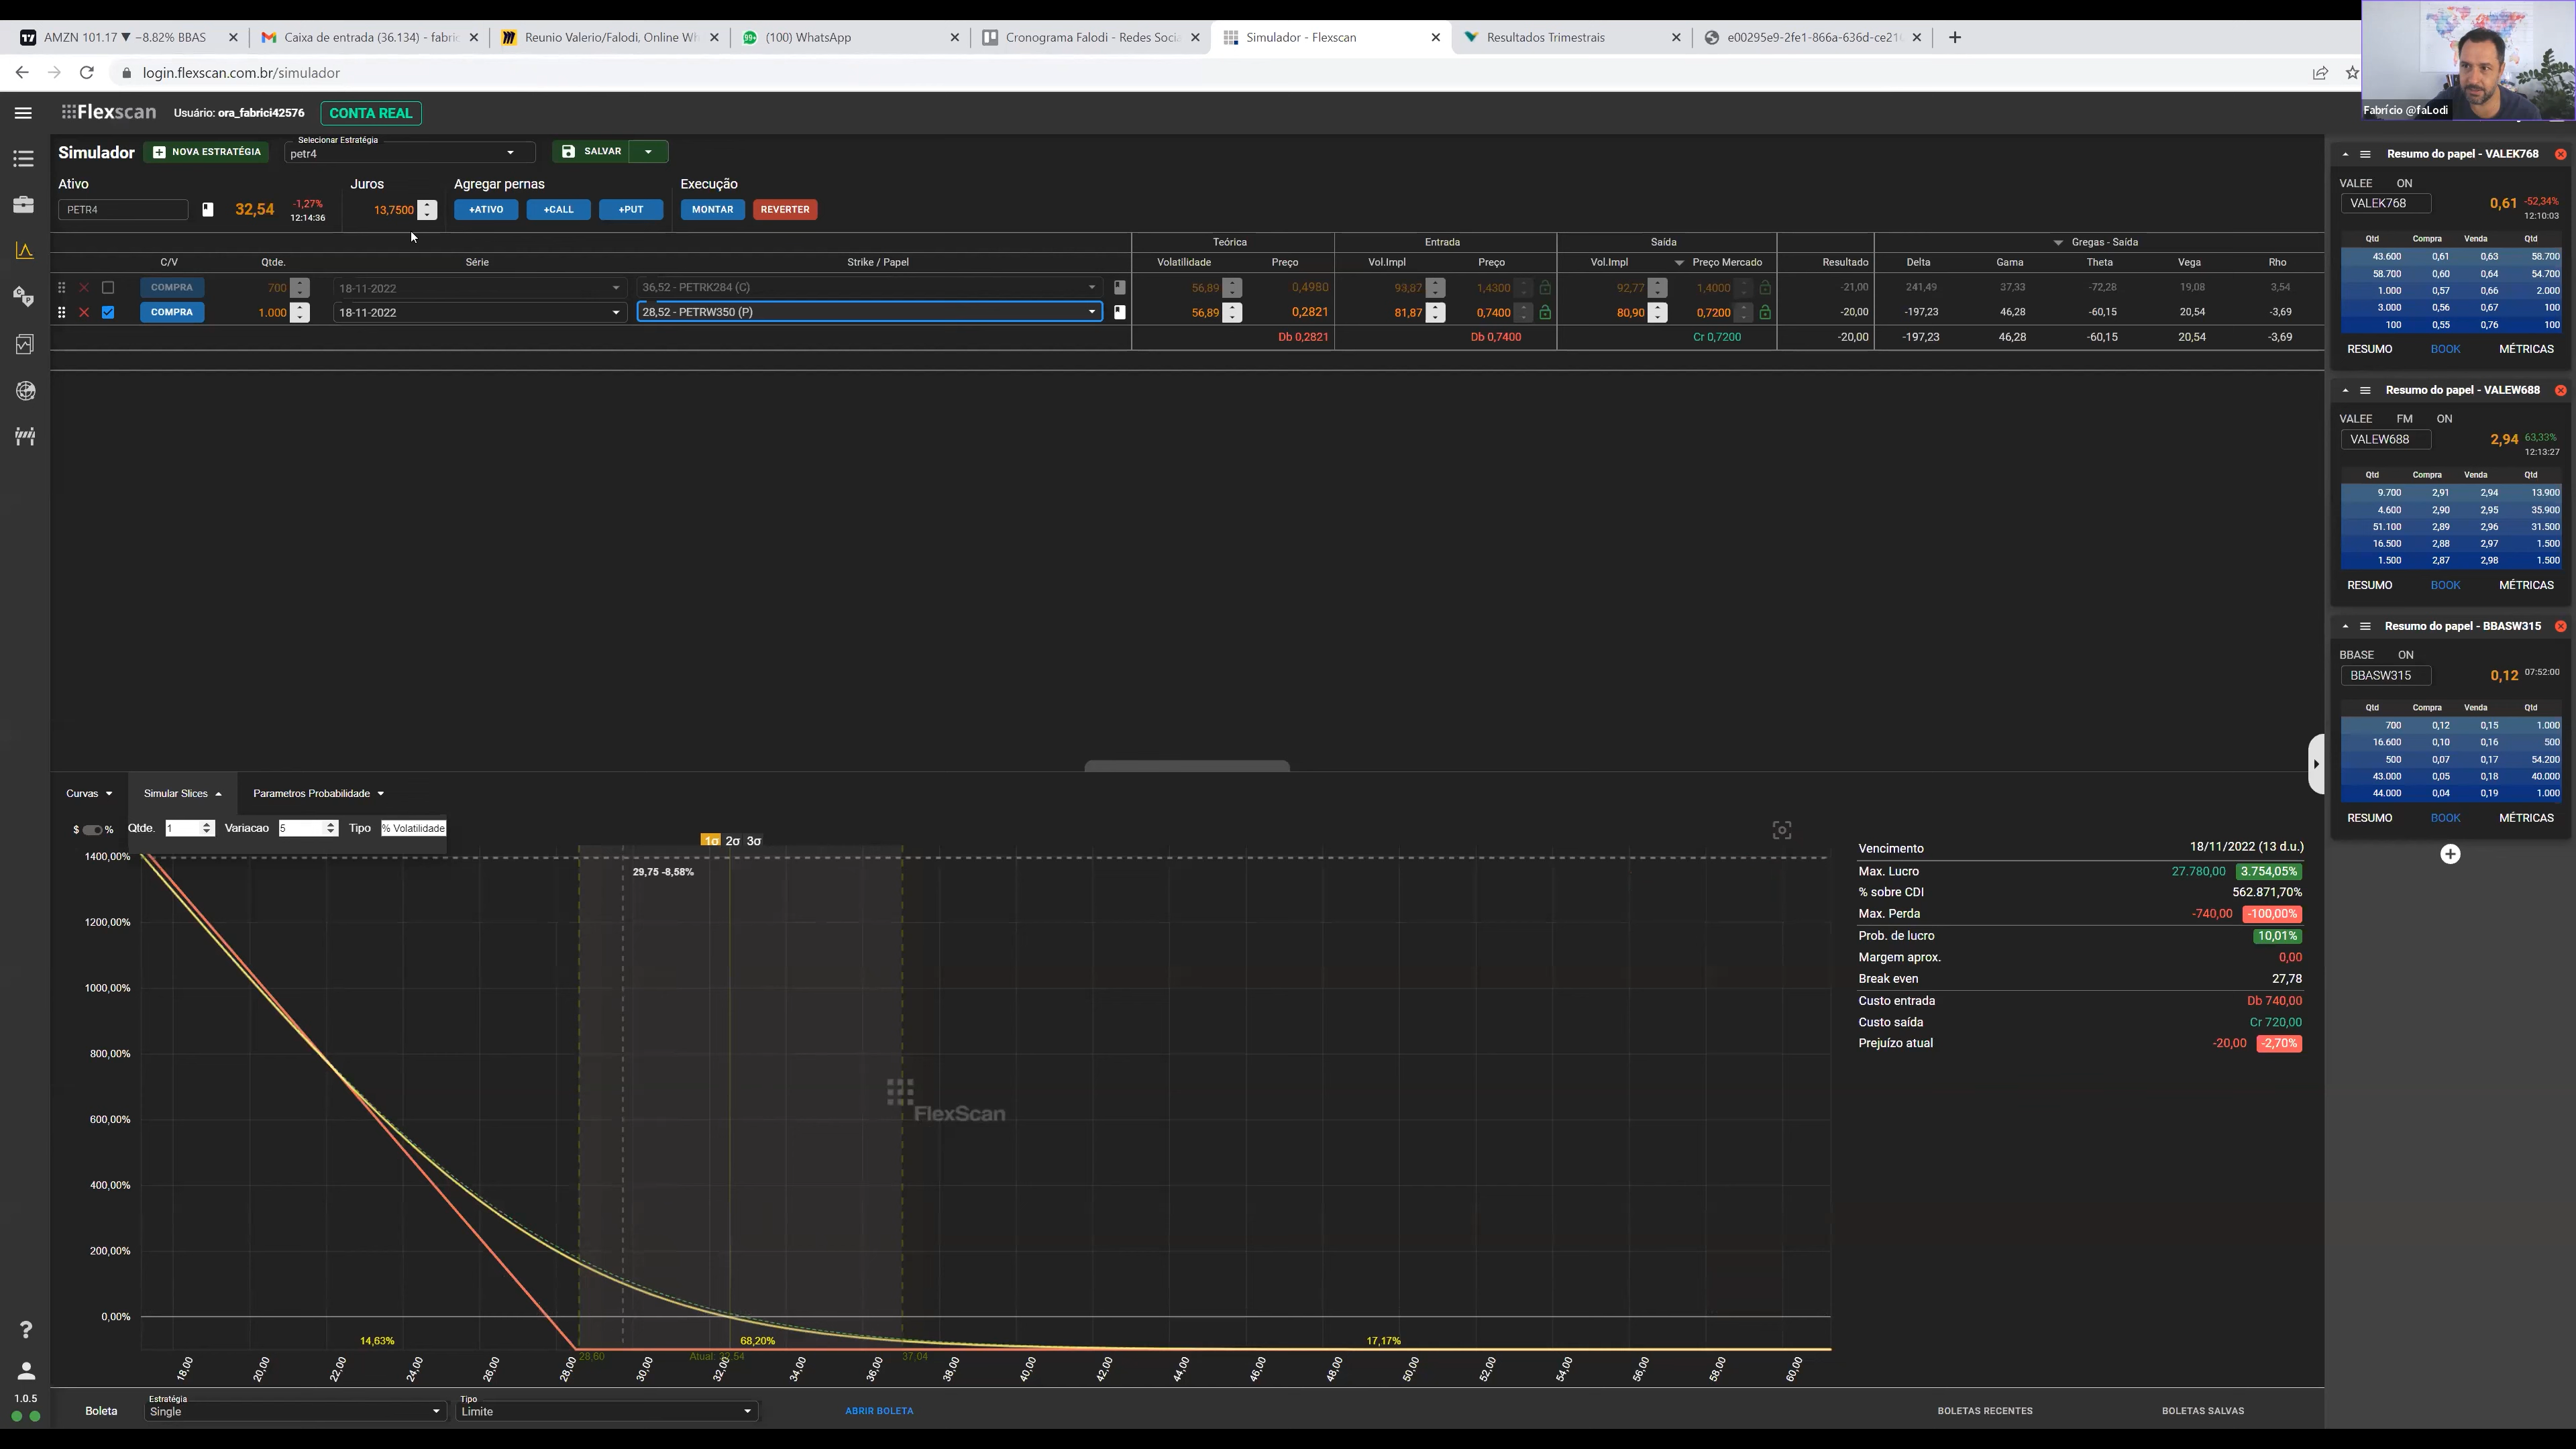 AMZN 101.17 ▼ −8.82% BBAS
Caixa de entrada (36.134) - fabric
Reunio Valerio/Falodi, Online Wh
(100) WhatsApp
Cronograma Falodi - Redes Socia
Simulador - Flexscan
Resultados Trimestrais
e00295e9-2fe1-866a-636d-ce21
login.flexscan.com.br/simulador
Fabrício @faLodi
Flexscan Usuário: ora_fabrici42576 CONTA REAL
Simulador NOVA ESTRATÉGIA Selecionar Estratégia petr4 SALVAR
Ativo Juros Agregar pernas Execução
PETR4 32,54 -1,27% 12:14:36 13,7500 +ATIVO +CALL +PUT MONTAR REVERTER
Teórica Entrada Saída Gregas - Saída
C/V Qtde. Série Strike / Papel Volatilidade Preço Vol.Impl Preço Vol.Impl Preço Mercado Resultado Delta Gama Theta Vega Rho
COMPRA 700 18-11-2022 36,52 - PETRK284 (C) 56,89 0,4980 93,87 1,4300 92,77 1,4000 -21,00 241,49 37,33 -72,28 19,08 3,54
COMPRA 1.000 18-11-2022 28,52 - PETRW350 (P) 56,89 0,2821 81,87 0,7400 80,90 0,7200 -20,00 -197,23 46,28 -60,15 20,54 -3,69
Db 0,2821 Db 0,7400 Cr 0,7200 -20,00 -197,23 46,28 -60,15 20,54 -3,69
Resumo do papel - VALEK768
VALEE ON
VALEK768 0,61 -52,34%
12:10:03
Qtd Compra Venda Qtd
43.600 0,61 0,63 58.700
58.700 0,60 0,64 54.700
1.000 0,57 0,66 2.000
3.000 0,56 0,67 100
100 0,55 0,76 100
RESUMO BOOK MÉTRICAS
Resumo do papel - VALEW688
VALEE FM ON
VALEW688 2,94 63,33%
12:13:27
Qtd Compra Venda Qtd
9.700 2,91 2,94 13.900
4.600 2,90 2,95 35.900
51.100 2,89 2,96 31.500
16.500 2,88 2,97 1.500
1.500 2,87 2,98 1.500
RESUMO BOOK MÉTRICAS
Resumo do papel - BBASW315
BBASE ON
BBASW315 0,12 07:52:00
Qtd Compra Venda Qtd
700 0,12 0,15 1.000
16.600 0,10 0,16 500
500 0,07 0,17 54.200
43.000 0,05 0,18 40.000
44.000 0,04 0,19 1.000
RESUMO BOOK MÉTRICAS
Curvas Simular Slices Parametros Probabilidade
$ % Qtde. 1 Variacao 5 Tipo % Volatilidade
1σ 2σ 3σ
29,75 -8,58%
1400,00%
1200,00%
1000,00%
800,00%
600,00%
400,00%
200,00%
0,00%
FlexScan
14,63% 68,20% 17,17%
28,60 Atual: 32,54 37,04
18,00 20,00 22,00 24,00 26,00 28,00 30,00 32,00 34,00 36,00 38,00 40,00 42,00 44,00 46,00 48,00 50,00 52,00 54,00 56,00 58,00 60,00
Vencimento 18/11/2022 (13 d.u.)
Max. Lucro 27.780,00 3.754,05%
% sobre CDI 562.871,70%
Max. Perda -740,00 -100,00%
Prob. de lucro 10,01%
Margem aprox. 0,00
Break even 27,78
Custo entrada Db 740,00
Custo saída Cr 720,00
Prejuízo atual -20,00 -2,70%
1.0.5
Boleta Estratégia Single Tipo Limite ABRIR BOLETA BOLETAS RECENTES BOLETAS SALVAS